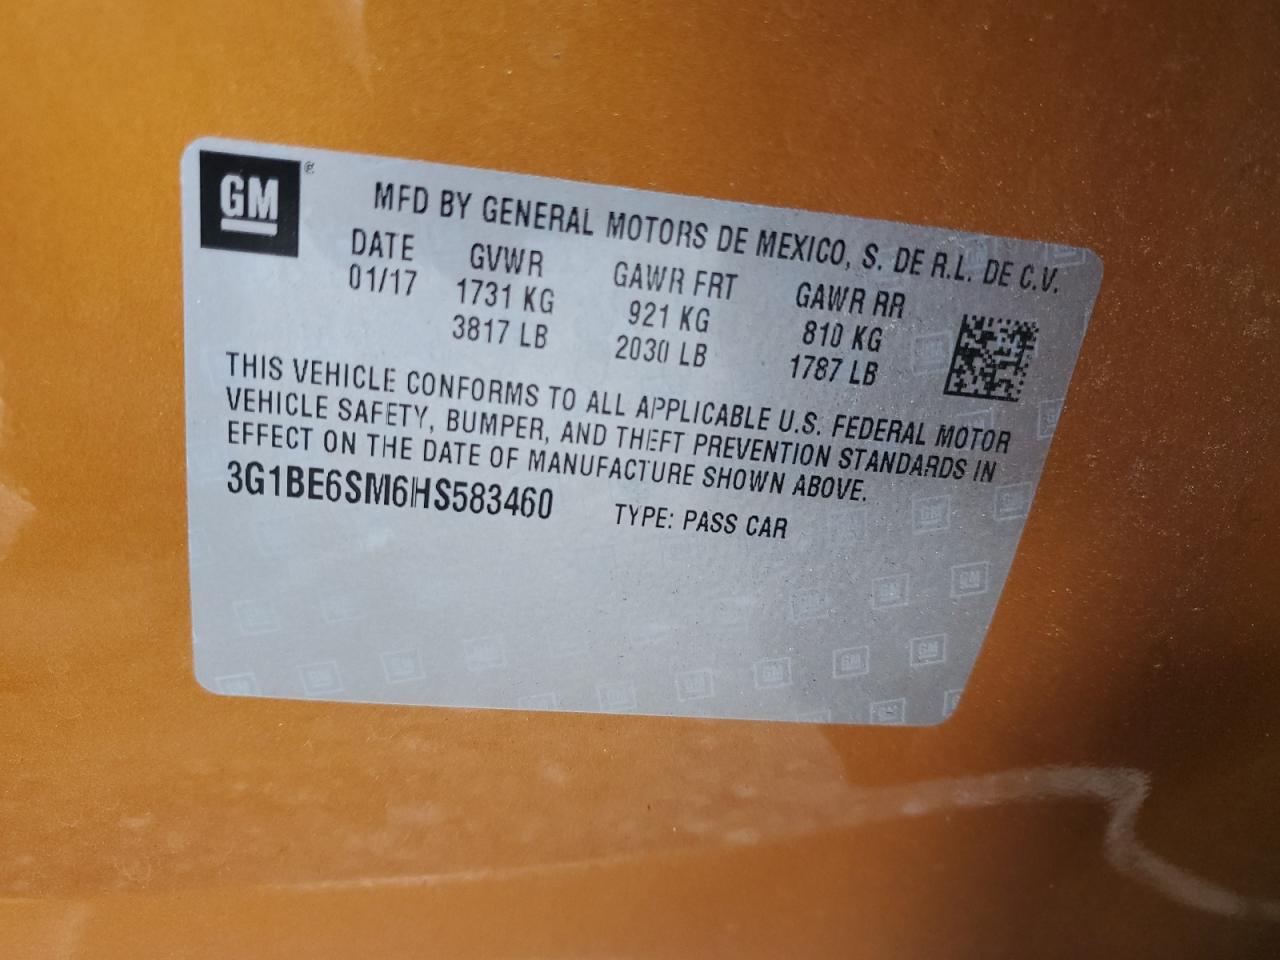 GM®
MFD BY GENERAL MOTORS DE MEXICO, S. DE R.L. DE C.V.
DATE GVWR GAWR FRT GAWR RR
01/17 1731 KG 921 KG 810 KG
3817 LB 2030 LB 1787 LB
THIS VEHICLE CONFORMS TO ALL APPLICABLE U.S. FEDERAL MOTOR
VEHICLE SAFETY, BUMPER, AND THEFT PREVENTION STANDARDS IN
EFFECT ON THE DATE OF MANUFACTURE SHOWN ABOVE.
3G1BE6SM6HS583460 TYPE: PASS CAR